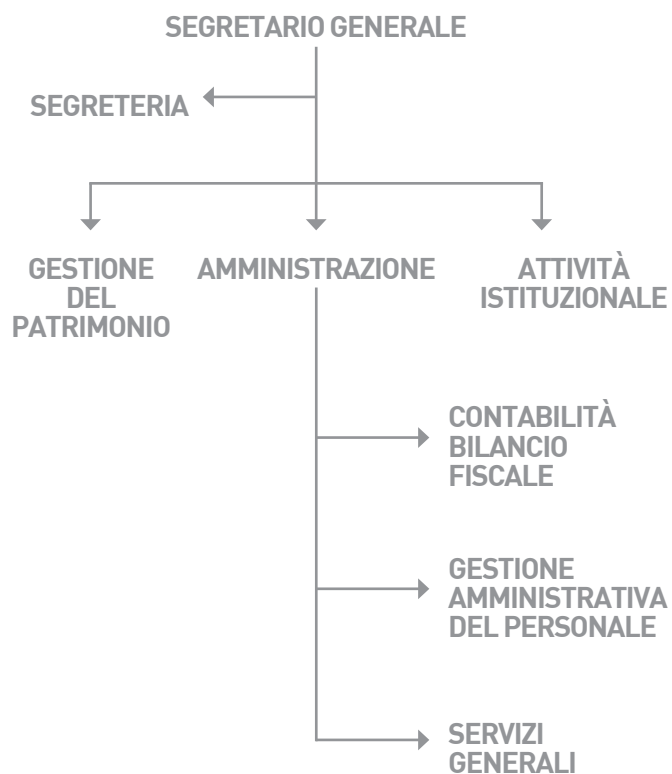 SEGRETARIO GENERALE
SEGRETERIA
GESTIONE
DEL
PATRIMONIO
AMMINISTRAZIONE
ATTIVITÀ
ISTITUZIONALE
CONTABILITÀ
BILANCIO
FISCALE
GESTIONE
AMMINISTRATIVA
DEL PERSONALE
SERVIZI
GENERALI